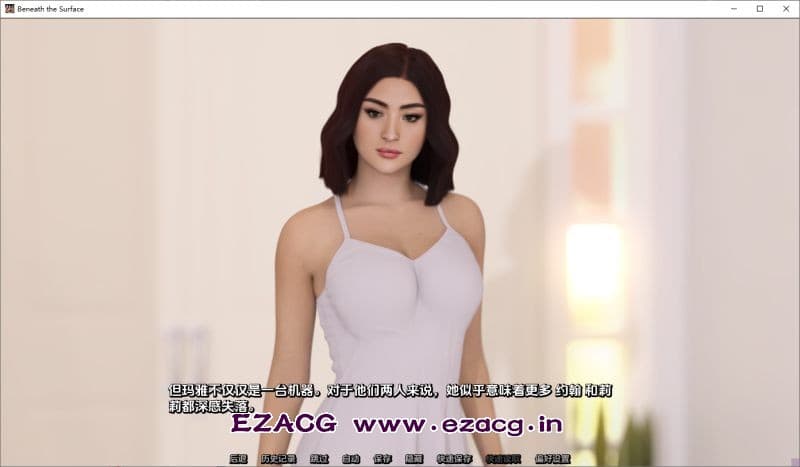 Beneath the Surface
但玛雅不仅仅是一台机器。对于他们两人来说，她似乎意味着更多 约翰 和莉
莉都深感失落。
EZACG www.ezacg.in
后退 历史记录 跳过 自动 保存 隐藏 快速保存 快速读取 偏好设置